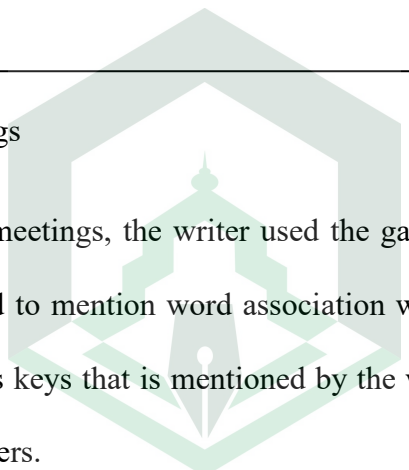 gs
meetings, the writer used the ga
d to mention word association w
s keys that is mentioned by the
ers.